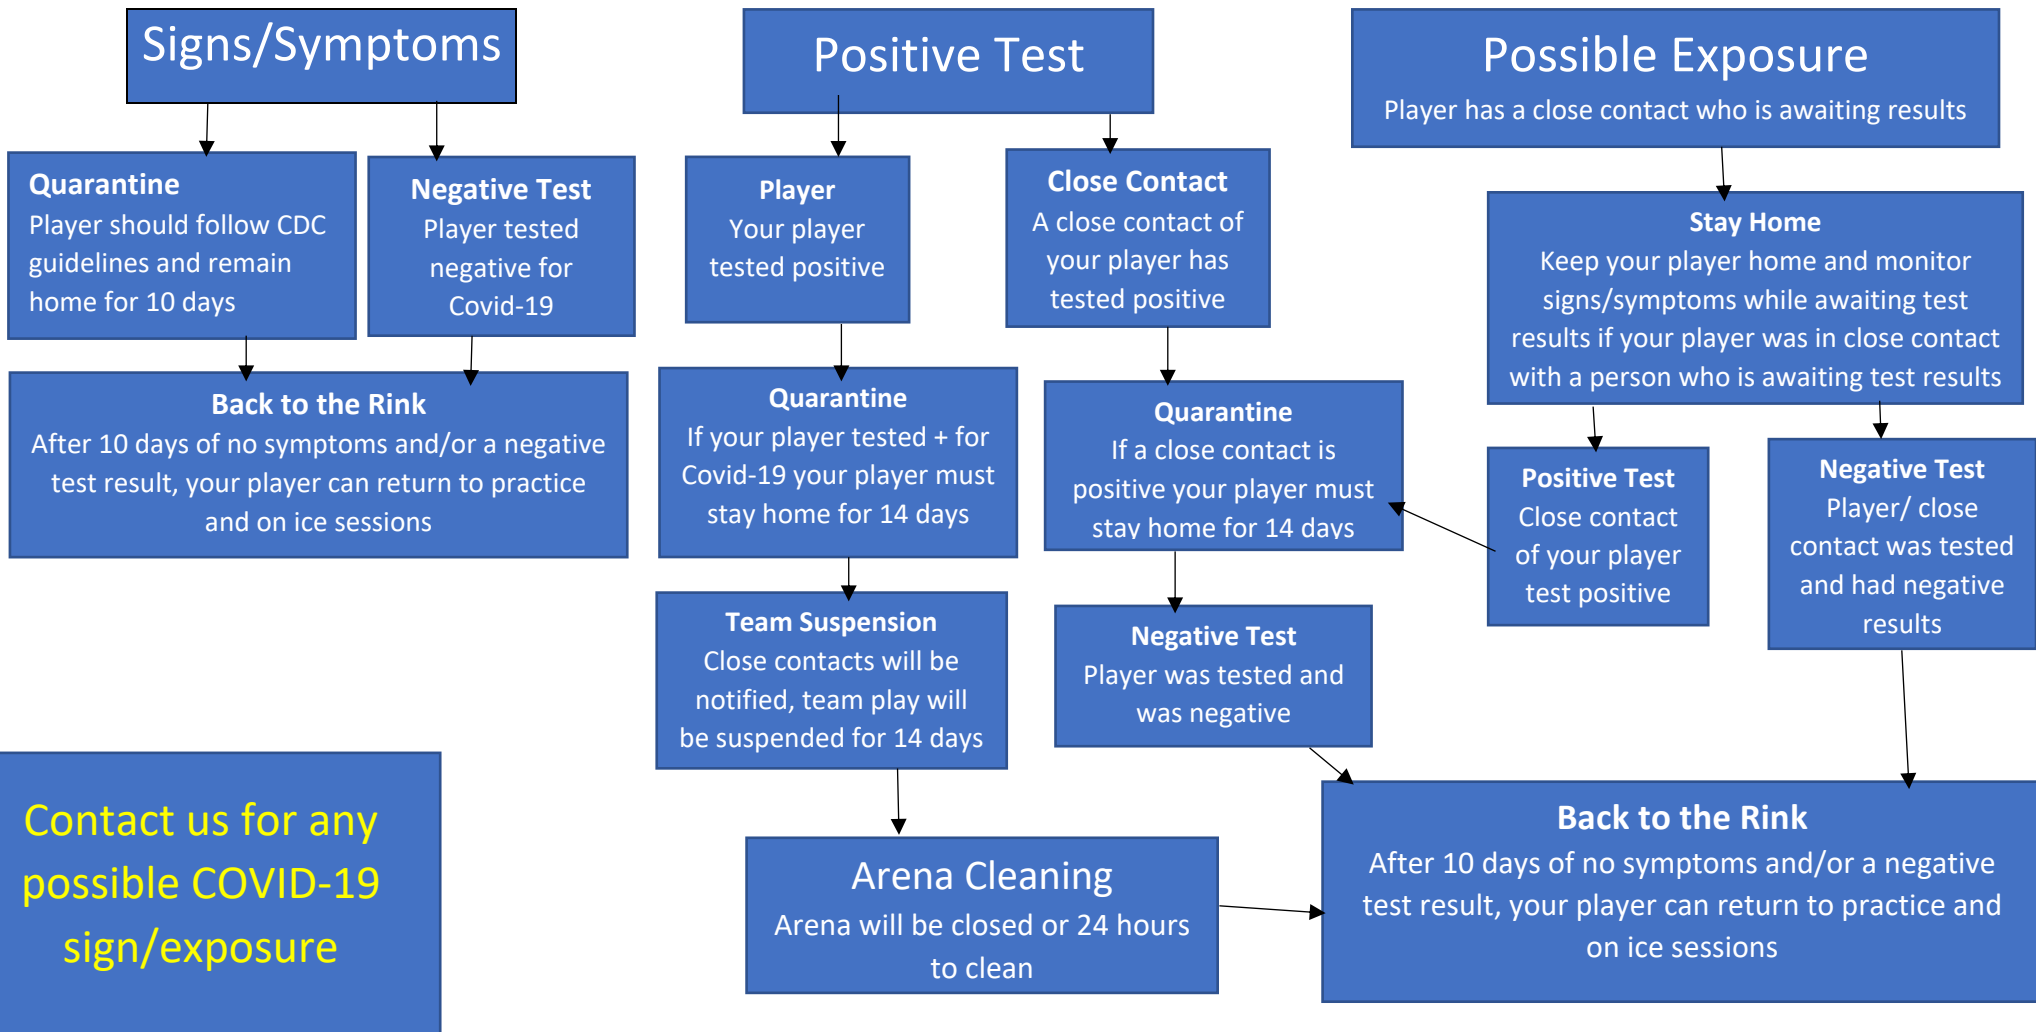 Signs/Symptoms
Quarantine
Player should follow CDC
guidelines and remain
home for 10 days
Negative Test
Player tested
negative for
Covid-19
Back to the Rink
After 10 days of no symptoms and/or a negative
test result, your player can return to practice
and on ice sessions
Positive Test
Player
Your player
tested positive
Close Contact
A close contact of
your player has
tested positive
Quarantine
If your player tested + for
Covid-19 your player must
stay home for 14 days
Quarantine
If a close contact is
positive your player must
stay home for 14 days
Team Suspension
Close contacts will be
notified, team play will
be suspended for 14 days
Negative Test
Player was tested and
was negative
Arena Cleaning
Arena will be closed or 24 hours
to clean
Possible Exposure
Player has a close contact who is awaiting results
Stay Home
Keep your player home and monitor
signs/symptoms while awaiting test
results if your player was in close contact
with a person who is awaiting test results
Positive Test
Close contact
of your player
test positive
Negative Test
Player/ close
contact was tested
and had negative
results
Back to the Rink
After 10 days of no symptoms and/or a negative
test result, your player can return to practice and
on ice sessions
Contact us for any
possible COVID-19
sign/exposure